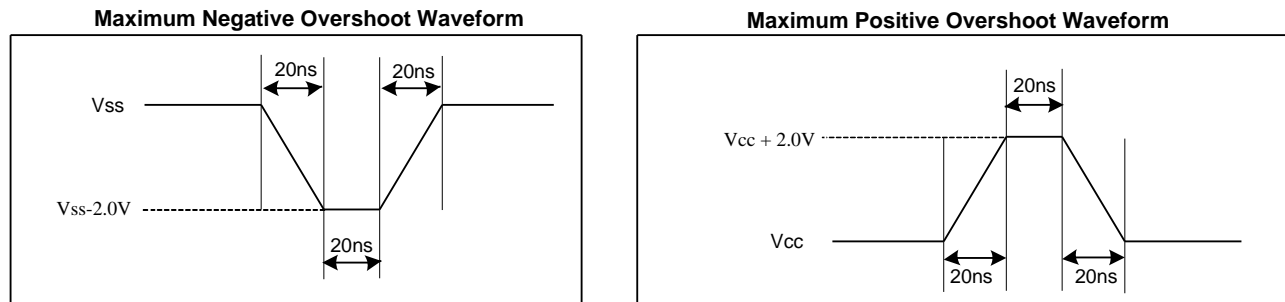 Maximum Negative Overshoot Waveform
20ns 20ns
Vss
Vss-2.0V
20ns
Maximum Positive Overshoot Waveform
20ns
Vcc + 2.0V
Vcc
20ns 20ns